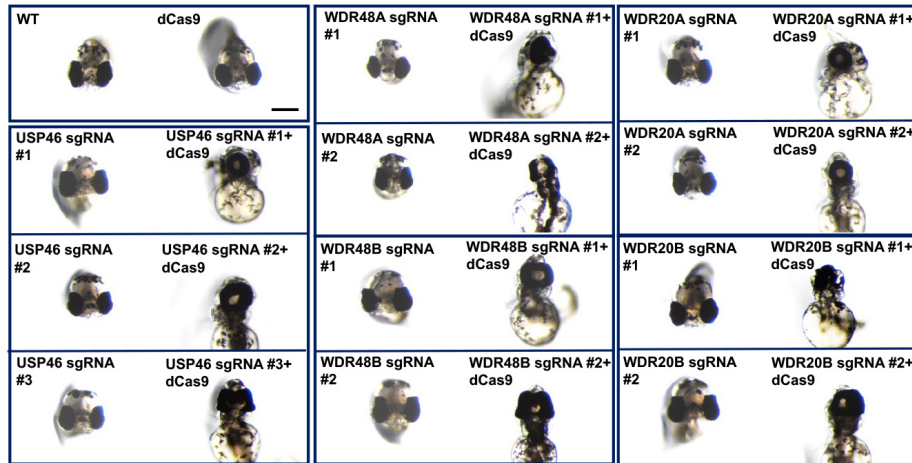 WT
dCas9
USP46 sgRNA
#1
USP46 sgRNA #1+
dCas9
USP46 sgRNA
#2
USP46 sgRNA #2+
dCas9
USP46 sgRNA
#3
USP46 sgRNA #3+
dCas9
WDR48A sgRNA
#1
WDR48A sgRNA #1+
dCas9
WDR48A sgRNA
#2
WDR48A sgRNA #2+
dCas9
WDR48B sgRNA
#1
WDR48B sgRNA #1+
dCas9
WDR48B sgRNA
#2
WDR48B sgRNA #2+
dCas9
WDR20A sgRNA
#1
WDR20A sgRNA #1+
dCas9
WDR20A sgRNA
#2
WDR20A sgRNA #2+
dCas9
WDR20B sgRNA
#1
WDR20B sgRNA #1+
dCas9
WDR20B sgRNA
#2
WDR20B sgRNA #2+
dCas9